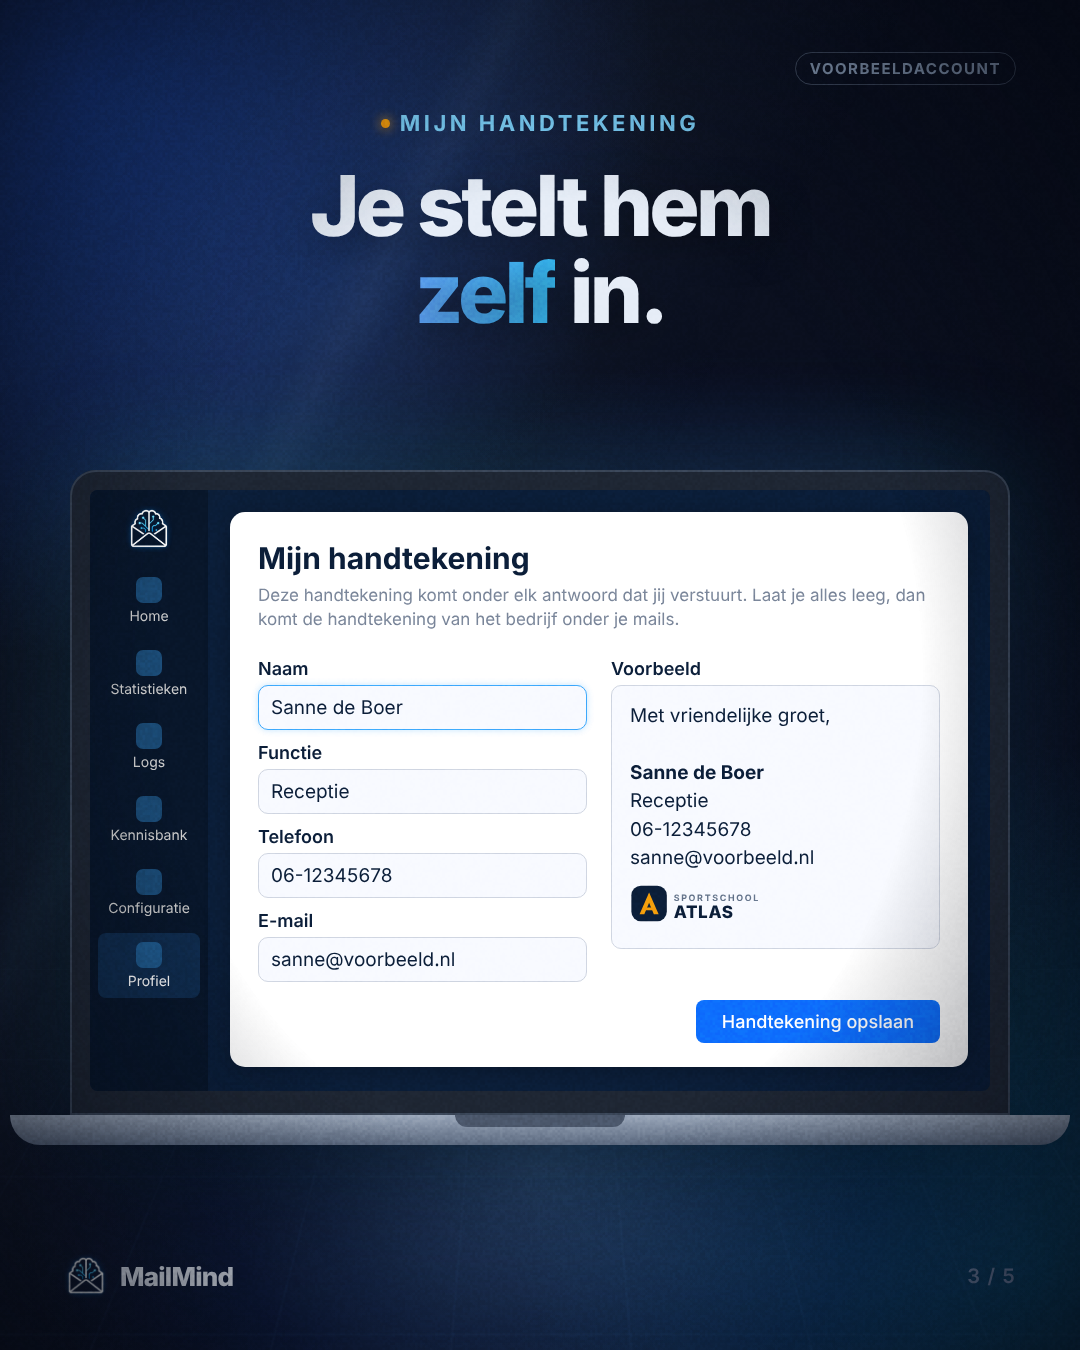 VOORBEELDACCOUNT
MIJN HANDTEKENING
Je stelt hem
zelf in.
Home
Statistieken
Logs
Kennisbank
Configuratie
Profiel
Mijn handtekening
Deze handtekening komt onder elk antwoord dat jij verstuurt. Laat je alles leeg, dan
komt de handtekening van het bedrijf onder je mails.
Naam
Sanne de Boer
Functie
Receptie
Telefoon
06-12345678
E-mail
sanne@voorbeeld.nl
Voorbeeld
Met vriendelijke groet,
Sanne de Boer
Receptie
06-12345678
sanne@voorbeeld.nl
A
SPORTSCHOOL
ATLAS
Handtekening opslaan
MailMind
3 / 5